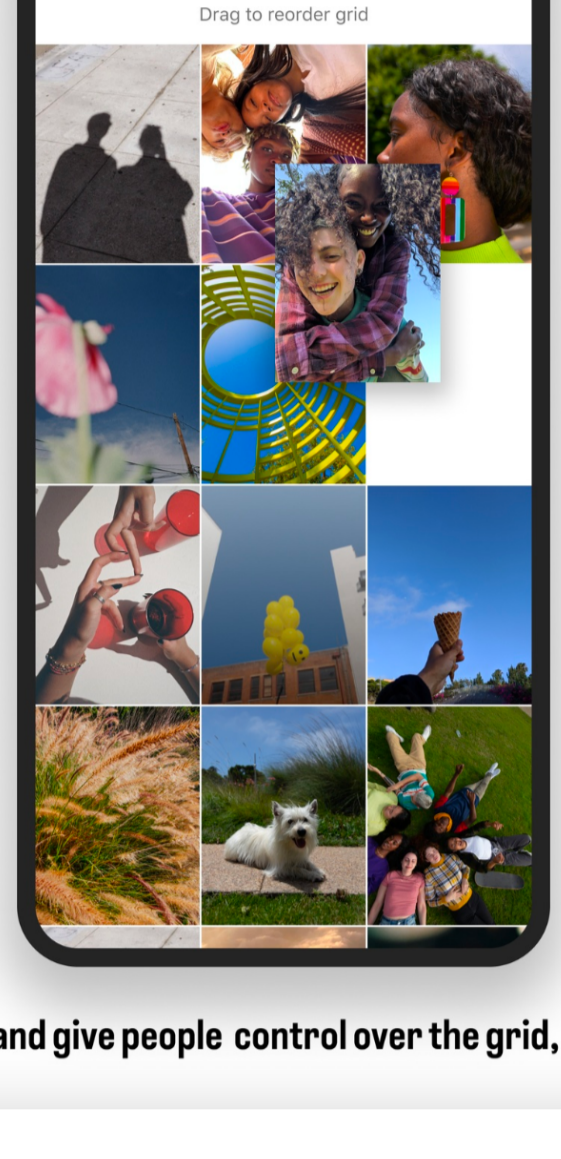 Drag to reorder grid
and give people control over the grid,